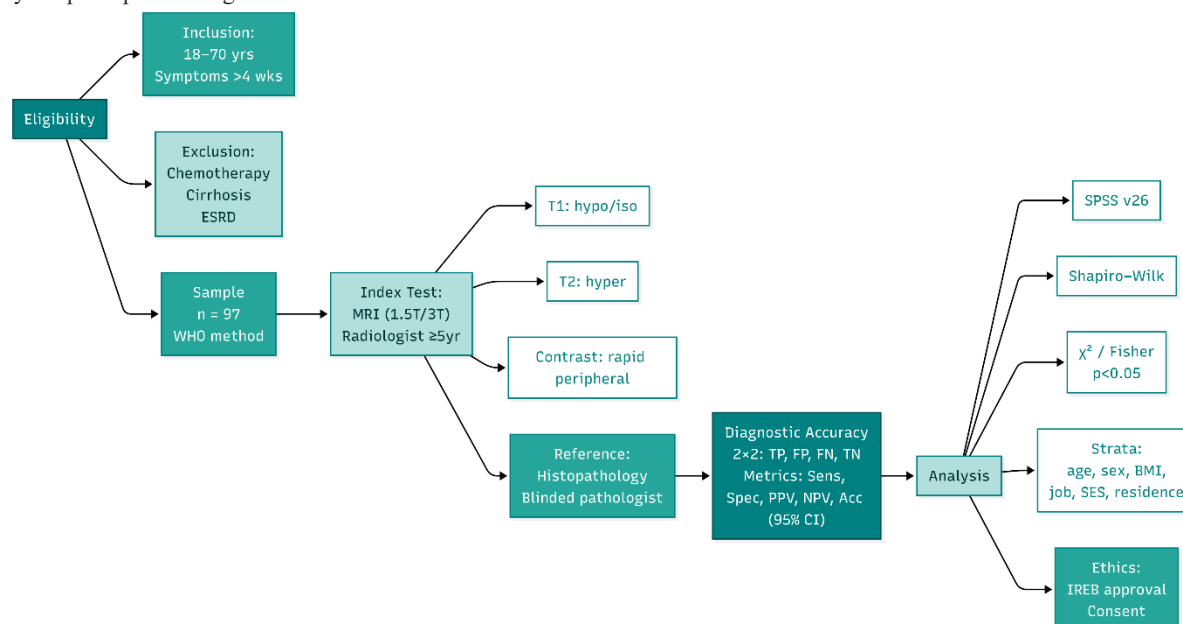 Inclusion:
18–70 yrs
Symptoms >4 wks
Eligibility
Exclusion:
Chemotherapy
Cirrhosis
ESRD
Sample
n = 97
WHO method
Index Test:
MRI (1.5T/3T)
Radiologist ≥5yr
T1: hypo/iso
T2: hyper
Contrast: rapid
peripheral
Reference:
Histopathology
Blinded pathologist
Diagnostic Accuracy
2×2: TP, FP, FN, TN
Metrics: Sens,
Spec, PPV, NPV, Acc
(95% CI)
Analysis
SPSS v26
Shapiro–Wilk
χ² / Fisher
p<0.05
Strata:
age, sex, BMI,
job, SES, residence
Ethics:
IREB approval
Consent